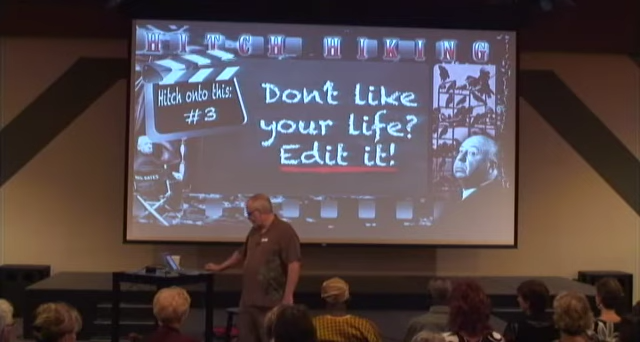 HITCH HIKING
Hitch onto this:
#3
Don't like
your life?
Edit it!